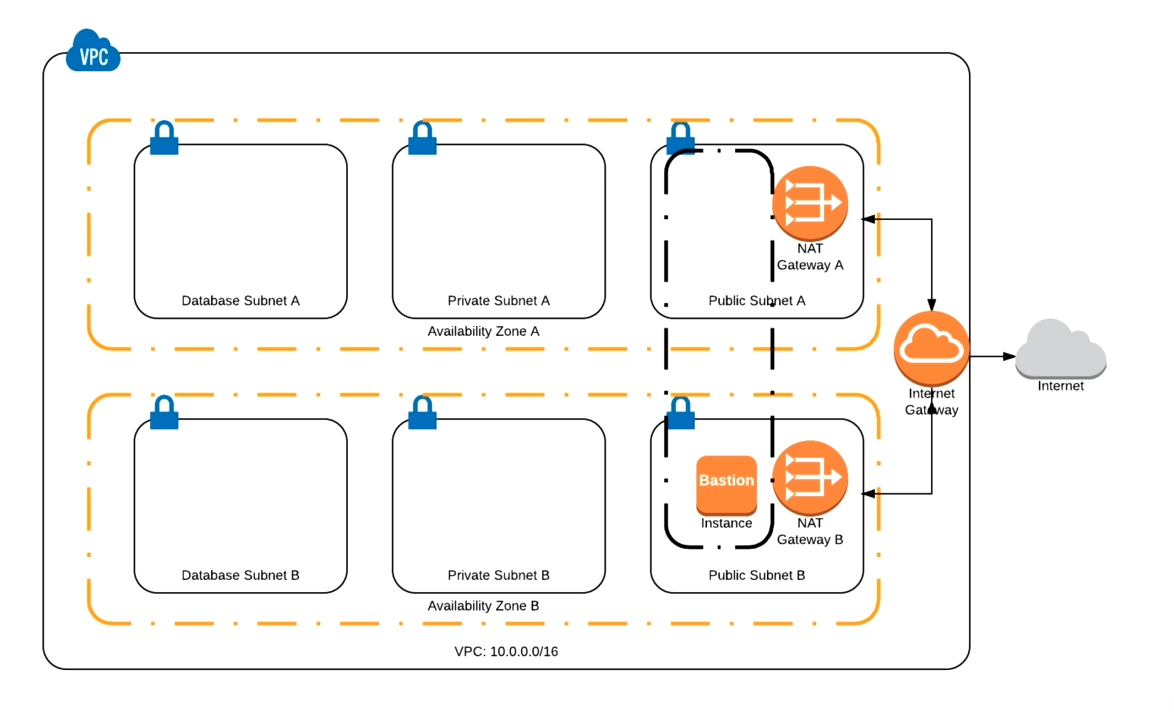 VPC
NAT
Gateway A
Database Subnet A
Private Subnet A
Public Subnet A
Availability Zone A
Internet
Gateway
Internet
Bastion
Instance
NAT
Gateway B
Database Subnet B
Private Subnet B
Public Subnet B
Availability Zone B
VPC: 10.0.0.0/16